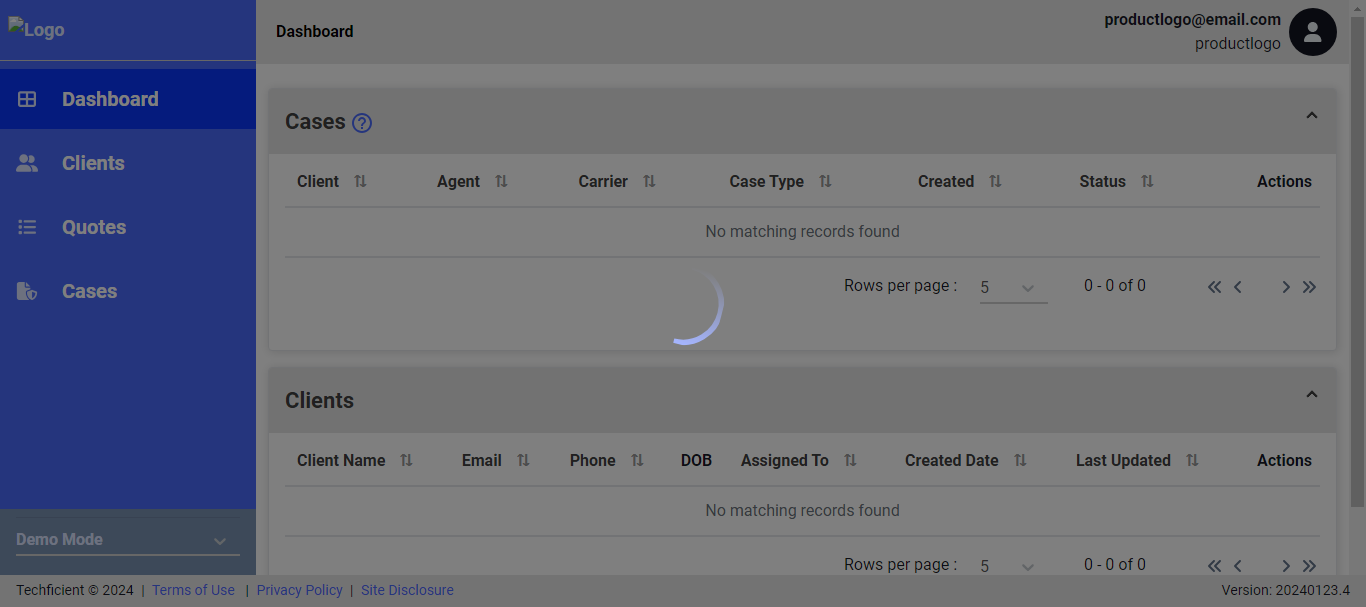 Logo
Dashboard
productlogo@email.com
productlogo
Dashboard
Clients
Quotes
Cases
Cases ?
Client Agent Carrier Case Type Created Status Actions
No matching records found
Rows per page : 5 0 - 0 of 0
Clients
Client Name Email Phone DOB Assigned To Created Date Last Updated Actions
No matching records found
Rows per page : 5 0 - 0 of 0
Demo Mode
Techficient © 2024 | Terms of Use | Privacy Policy | Site Disclosure Version: 20240123.4